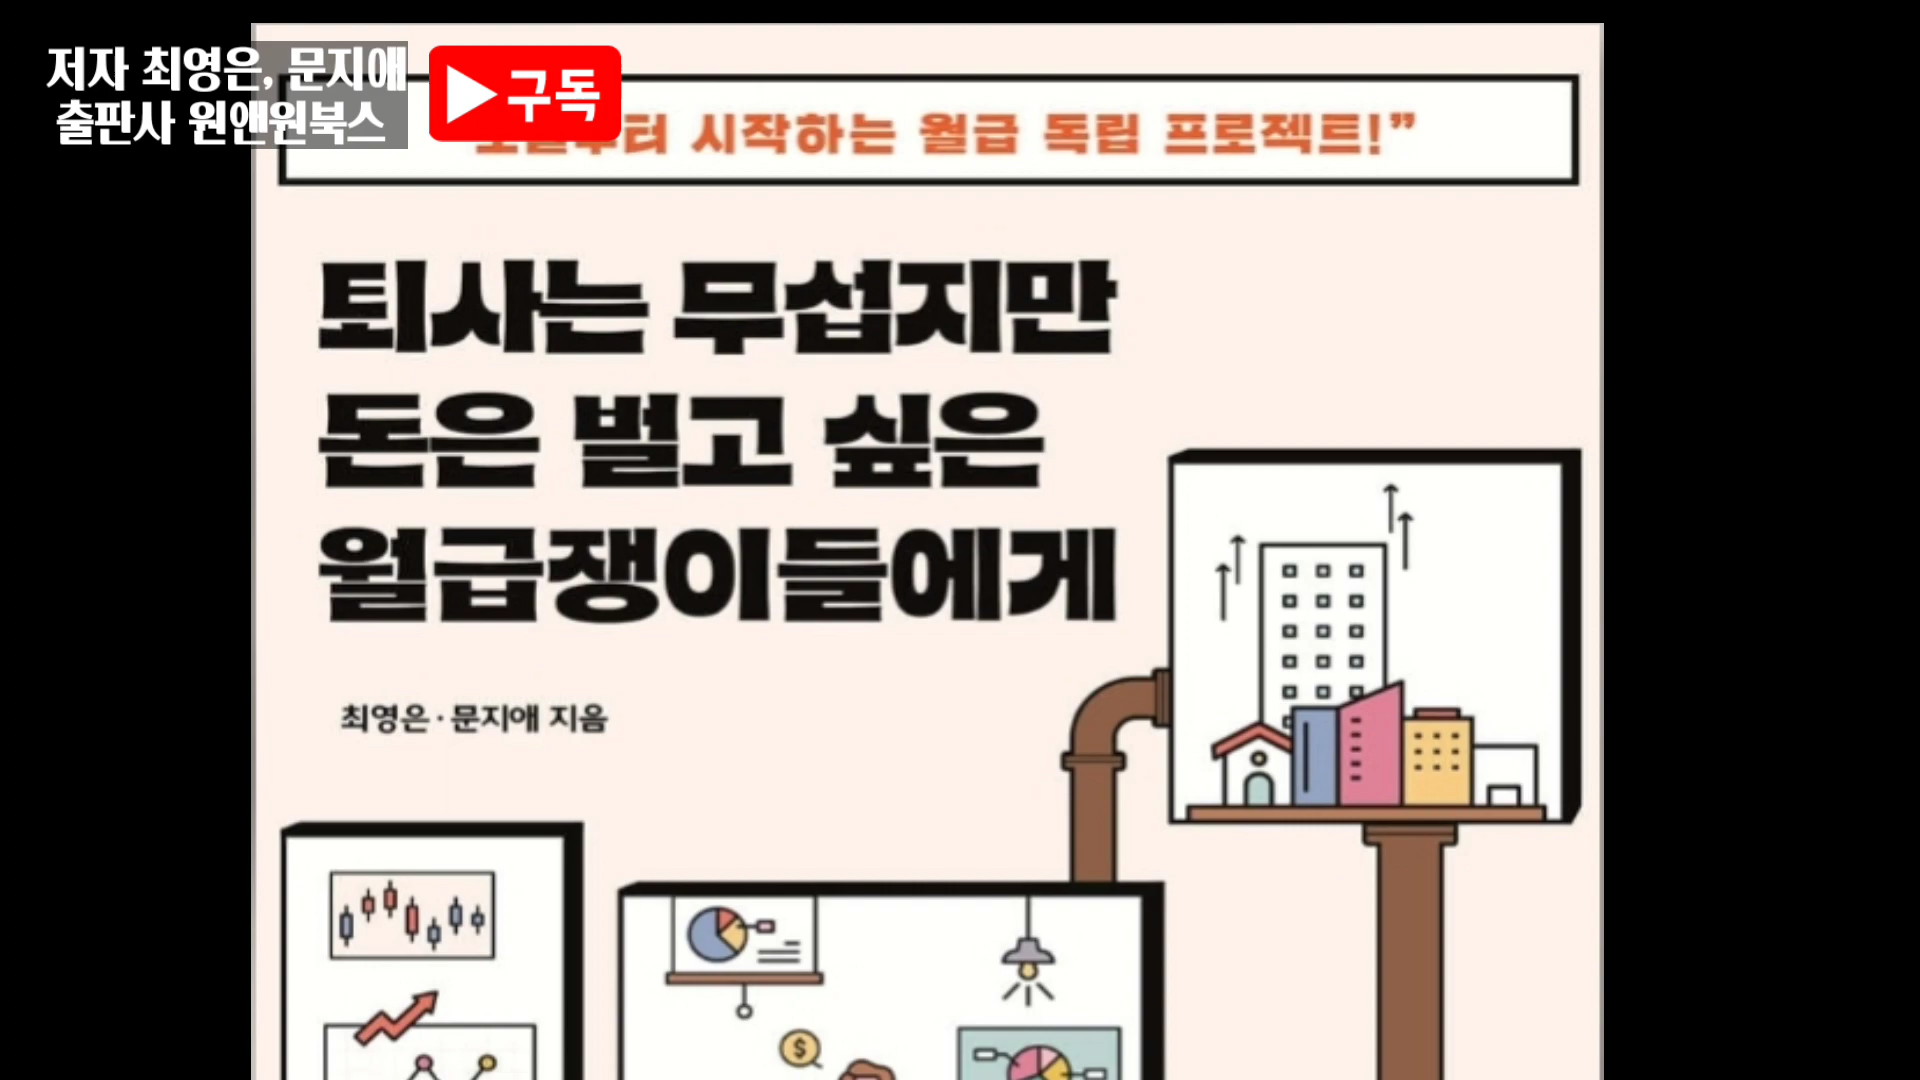 저자 최영은, 문지애
출판사 원앤원북스
구독
시작하는 월급 독립 프로젝트!”
퇴사는 무섭지만
돈은 벌고 싶은
월급쟁이들에게
최영은·문지애 지음
$